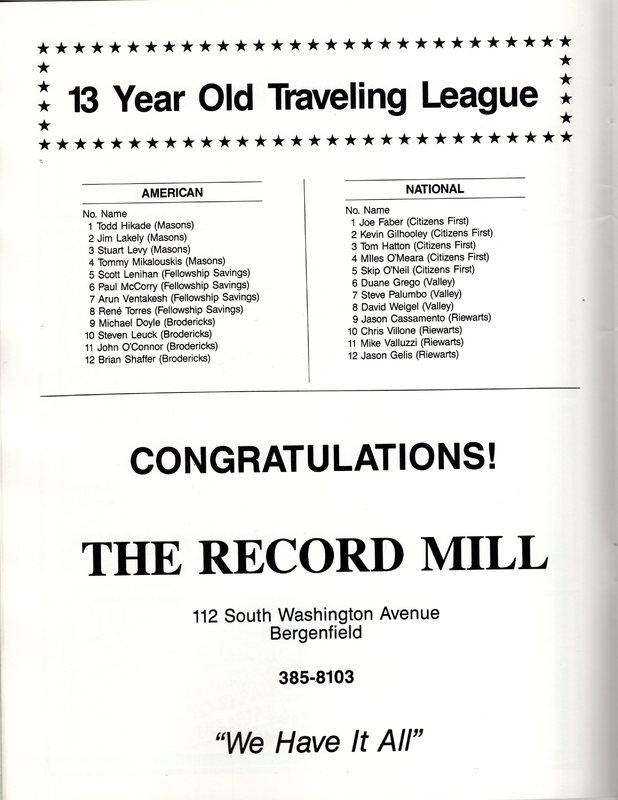 13 Year Old Traveling League
AMERICAN
No. Name
1 Todd Hikade (Masons)
2 Jim Lakely (Masons)
3 Stuart Levy (Masons)
4 Tommy Mikalouskis (Masons)
5 Scott Lenihan (Fellowship Savings)
6 Paul McCorry (Fellowship Savings)
7 Arun Ventakesh (Fellowship Savings)
8 René Torres (Fellowship Savings)
9 Michael Doyle (Brodericks)
10 Steven Leuck (Brodericks)
11 John O'Connor (Brodericks)
12 Brian Shaffer (Brodericks)
NATIONAL
No. Name
1 Joe Faber (Citizens First)
2 Kevin Gilhooley (Citizens First)
3 Tom Hatton (Citizens First)
4 MIles O'Meara (Citizens First)
5 Skip O'Neil (Citizens First)
6 Duane Grego (Valley)
7 Steve Palumbo (Valley)
8 David Weigel (Valley)
9 Jason Cassamento (Riewarts)
10 Chris Villone (Riewarts)
11 Mike Valluzzi (Riewarts)
12 Jason Gelis (Riewarts)
CONGRATULATIONS!
THE RECORD MILL
112 South Washington Avenue
Bergenfield
385-8103
"We Have It All"